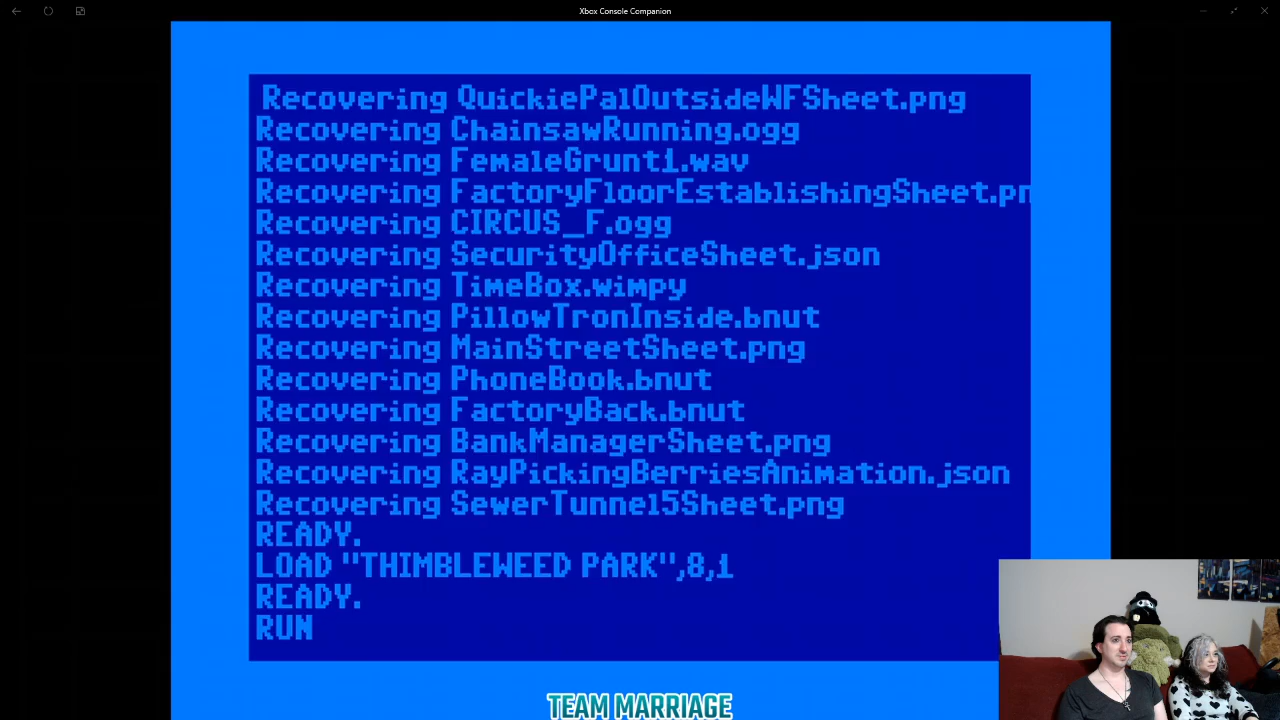 Xbox Console Companion
Recovering QuickiePalOutsideWFSheet.png
Recovering ChainsawRunning.ogg
Recovering FemaleGrunt1.wav
Recovering FactoryFloorEstablishingSheet.pn
Recovering CIRCUS_F.ogg
Recovering SecurityOfficeSheet.json
Recovering TimeBox.wimpy
Recovering PillowTronInside.bnut
Recovering MainStreetSheet.png
Recovering PhoneBook.bnut
Recovering FactoryBack.bnut
Recovering BankManagerSheet.png
Recovering RayPickingBerriesAnimation.json
Recovering SewerTunnel5Sheet.png
READY.
LOAD "THIMBLEWEED PARK",8,1
READY.
RUN
TEAM MARRIAGE